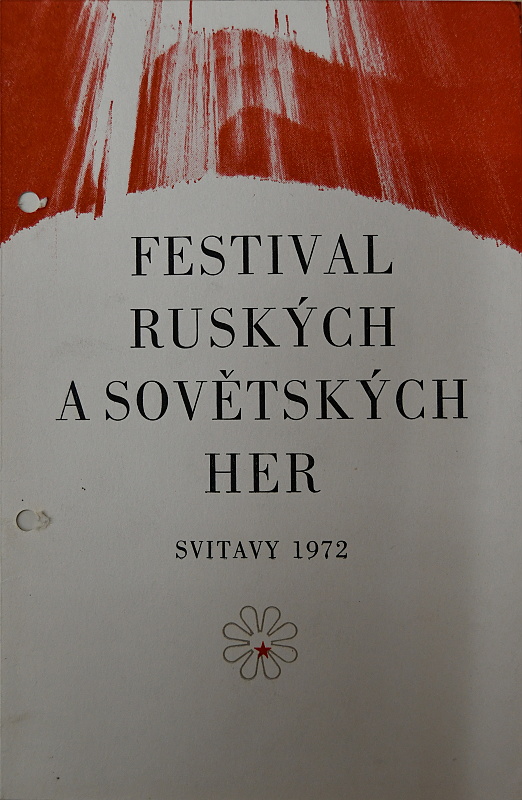 FESTIVAL
RUSKÝCH
A SOVĚTSKÝCH
HER
SVITAVY 1972